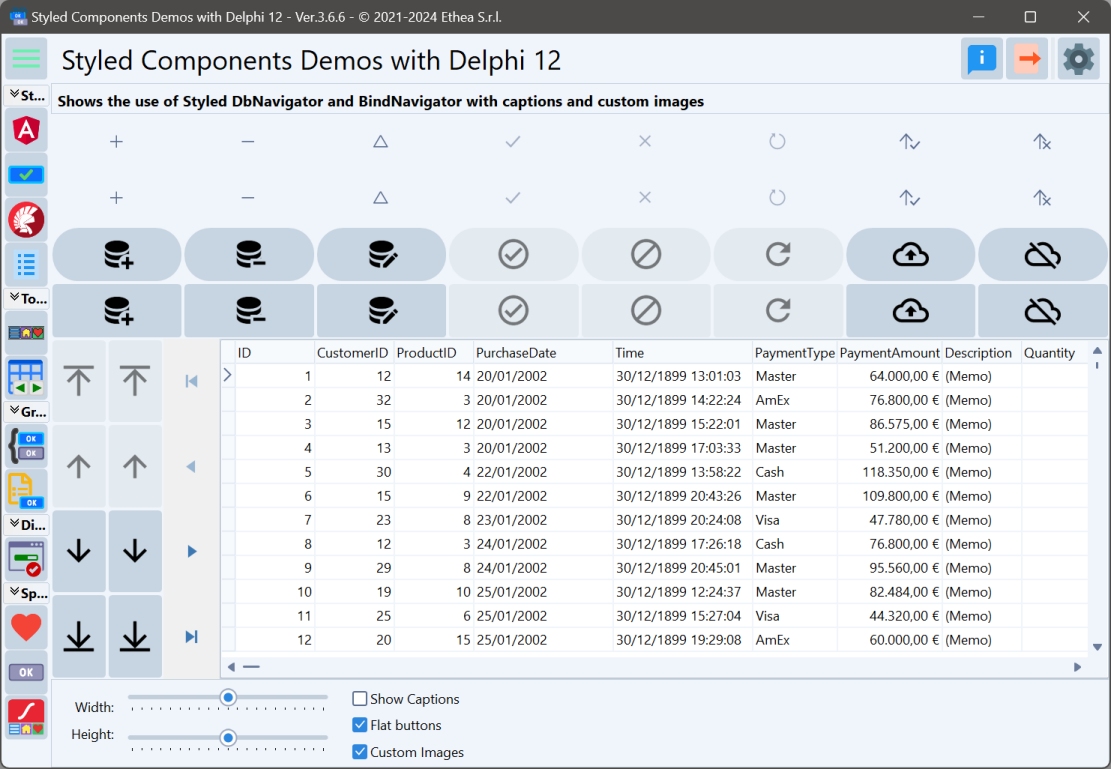 Styled Components Demos with Delphi 12 - Ver.3.6.6 - © 2021-2024 Ethea S.r.l.
Styled Components Demos with Delphi 12
St...
Shows the use of Styled DbNavigator and BindNavigator with captions and custom images
To...
Gr...
OK
OK
OK
Di...
Sp...
OK
ID CustomerID ProductID PurchaseDate Time PaymentType PaymentAmount Description Quantity
1 12 14 20/01/2002 30/12/1899 13:01:03 Master 64.000,00 € (Memo)
2 32 3 20/01/2002 30/12/1899 14:22:24 AmEx 76.800,00 € (Memo)
3 15 12 20/01/2002 30/12/1899 15:22:01 Master 86.575,00 € (Memo)
4 13 3 20/01/2002 30/12/1899 17:03:33 Master 51.200,00 € (Memo)
5 30 4 22/01/2002 30/12/1899 13:58:22 Cash 118.350,00 € (Memo)
6 15 9 22/01/2002 30/12/1899 20:43:26 Master 109.800,00 € (Memo)
7 23 8 23/01/2002 30/12/1899 20:24:08 Visa 47.780,00 € (Memo)
8 12 3 24/01/2002 30/12/1899 17:26:18 Cash 76.800,00 € (Memo)
9 29 8 24/01/2002 30/12/1899 20:45:01 Master 95.560,00 € (Memo)
10 19 10 25/01/2002 30/12/1899 12:24:37 Master 82.484,00 € (Memo)
11 25 6 25/01/2002 30/12/1899 15:27:04 Visa 44.320,00 € (Memo)
12 20 15 25/01/2002 30/12/1899 19:29:08 AmEx 60.000,00 € (Memo)
Width:
Height:
Show Captions
Flat buttons
Custom Images